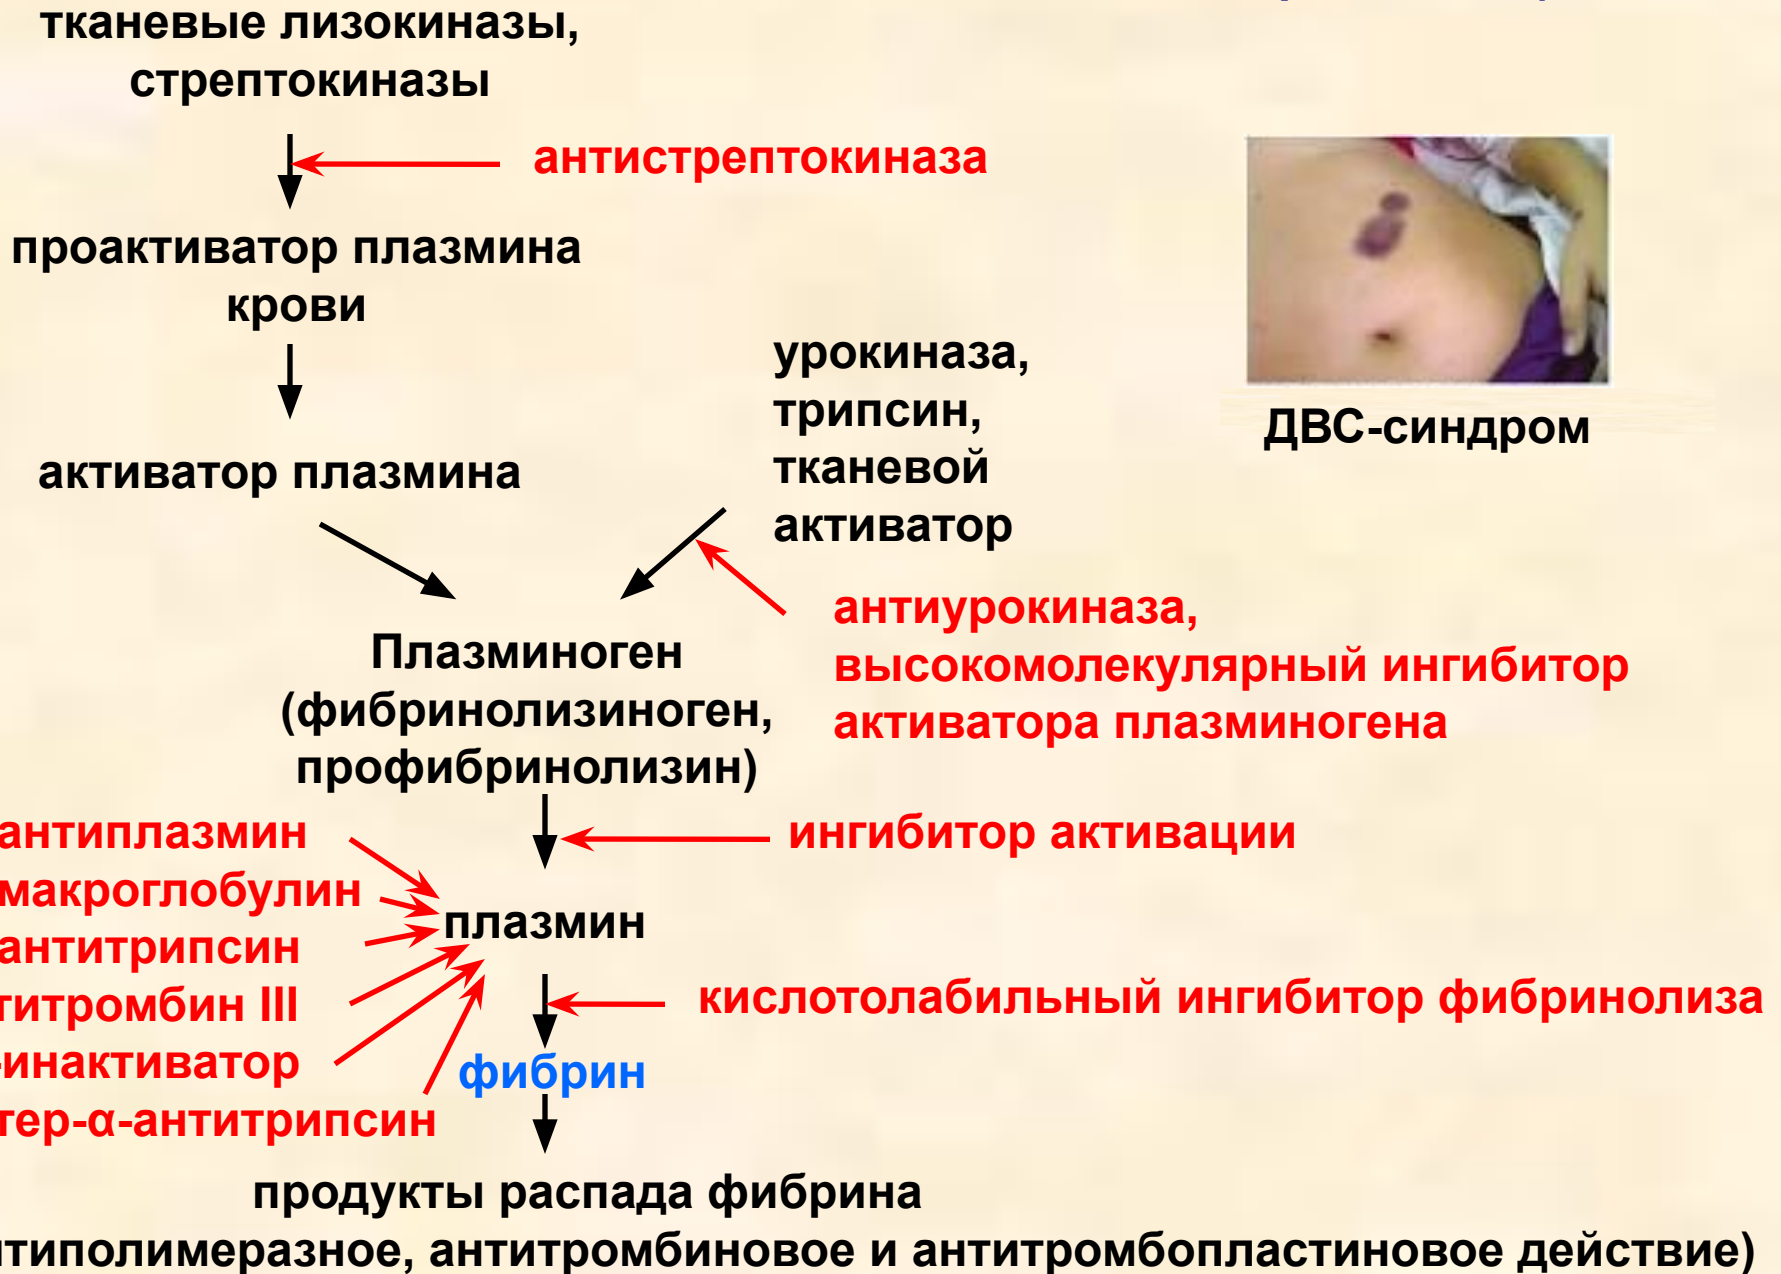 тканевые лизокиназы,
стрептокиназы
антистрептокиназа
проактиватор плазмина
крови
урокиназа,
трипсин,
тканевой
активатор
ДВС-синдром
активатор плазмина
антиурокиназа,
высокомолекулярный ингибитор
активатора плазминогена
Плазминоген
(фибринолизиноген,
профибринолизин)
ингибитор активации
антиплазмин
макроглобулин
антитрипсин
титромбин III
-инактиватор
тер-α-антитрипсин
плазмин
кислотолабильный ингибитор фибринолиза
фибрин
продукты распада фибрина
нтиполимеразное, антитромбиновое и антитромбопластиновое действие)